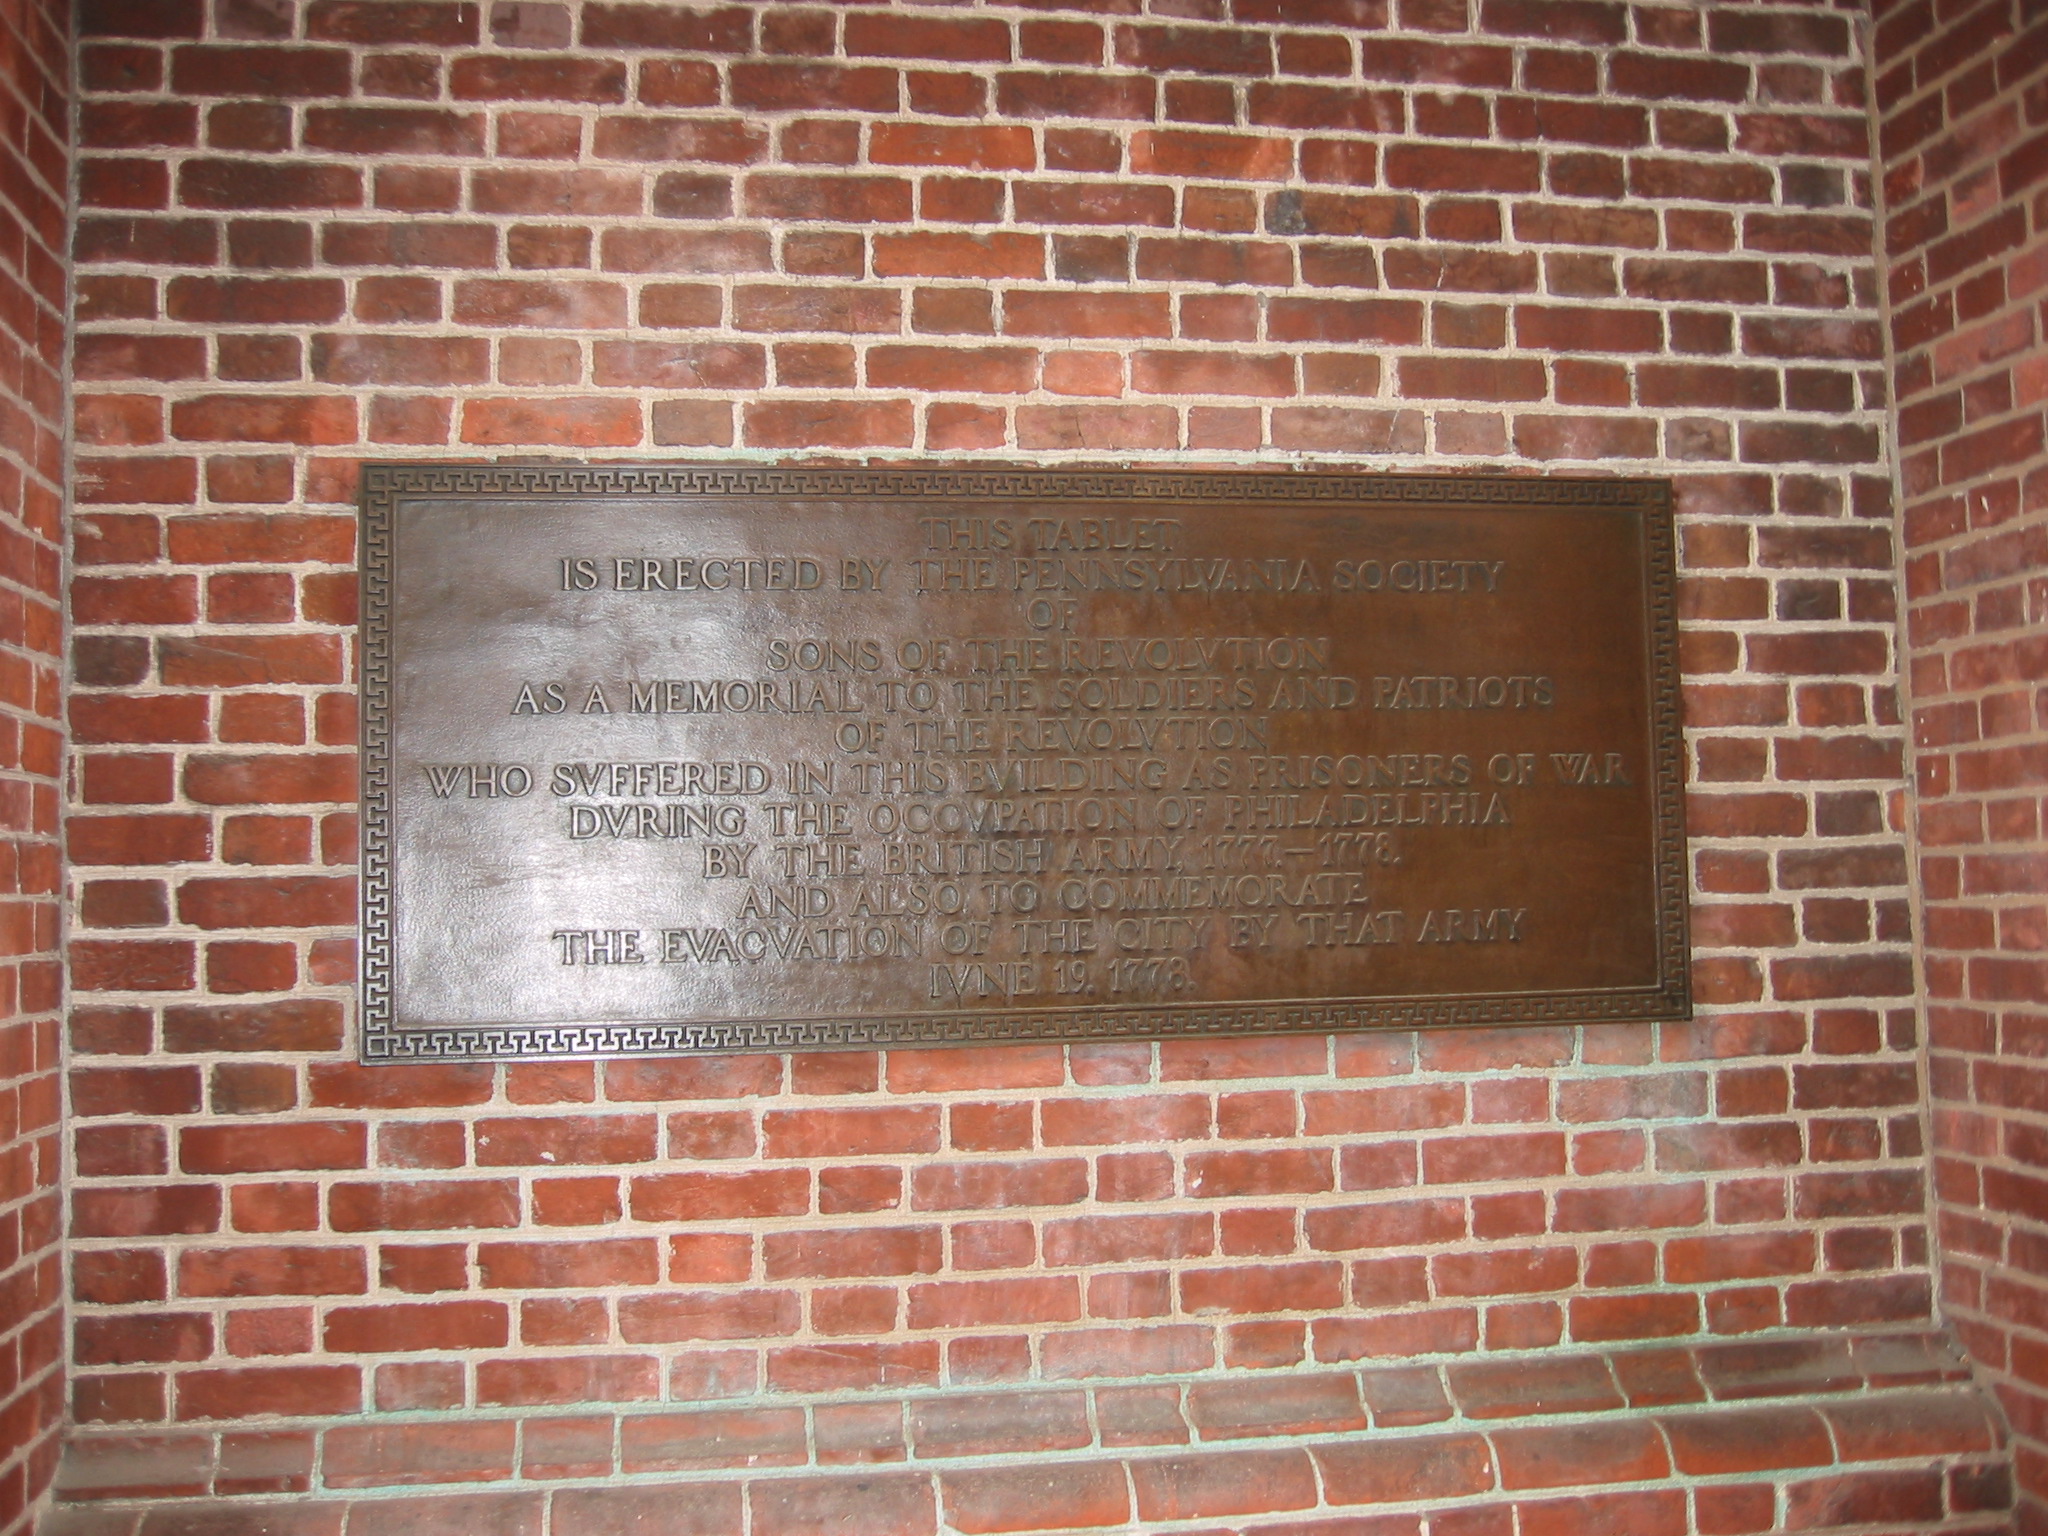 THIS TABLET
IS ERECTED BY THE PENNSYLVANIA SOCIETY
OF
SONS OF THE REVOLVTION
AS A MEMORIAL TO THE SOLDIERS AND PATRIOTS
OF THE REVOLVTION
WHO SVFFERED IN THIS BVILDING AS PRISONERS OF WAR
DVRING THE OCCVPATION OF PHILADELPHIA
BY THE BRITISH ARMY, 1777.—1778.
AND ALSO TO COMMEMORATE
THE EVACVATION OF THE CITY BY THAT ARMY
IVNE 19. 1778.